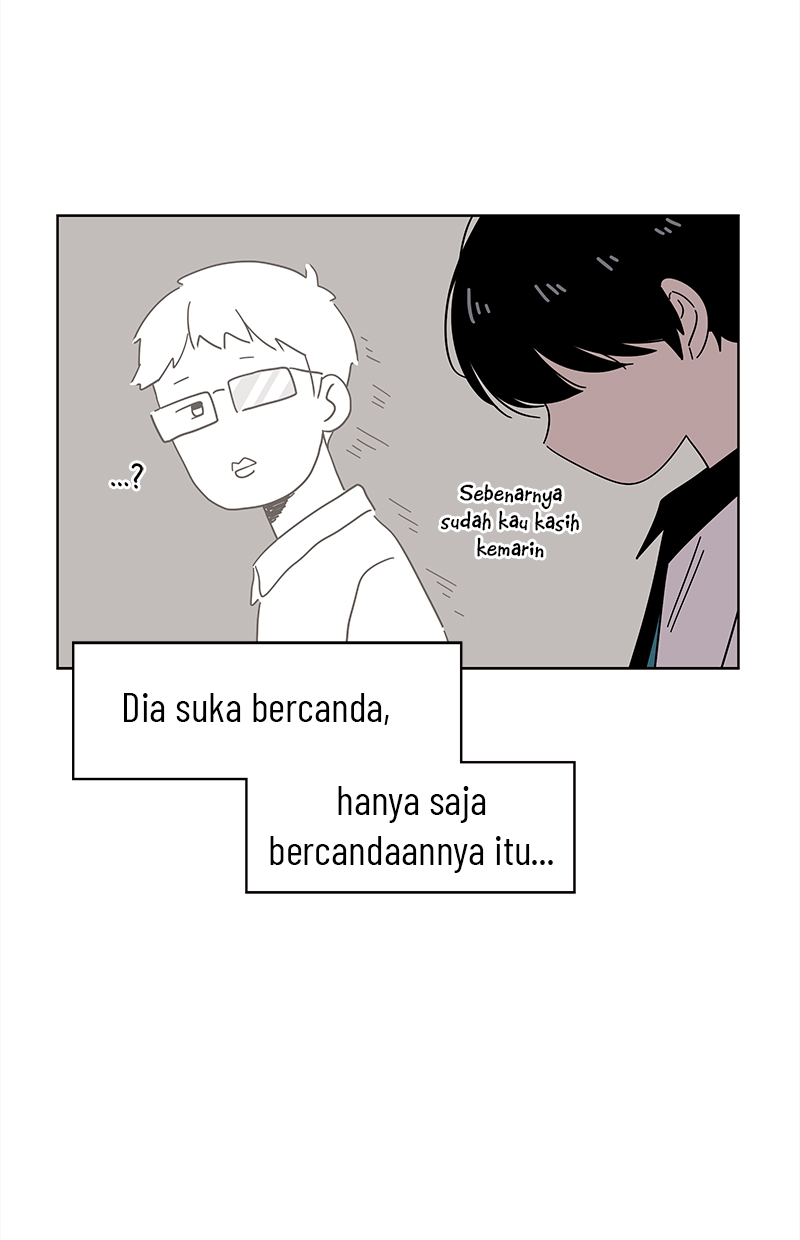 ...?
Sebenarnya
sudah kau kasih
kemarin
Dia suka bercanda,
hanya saja
bercandaannya itu...